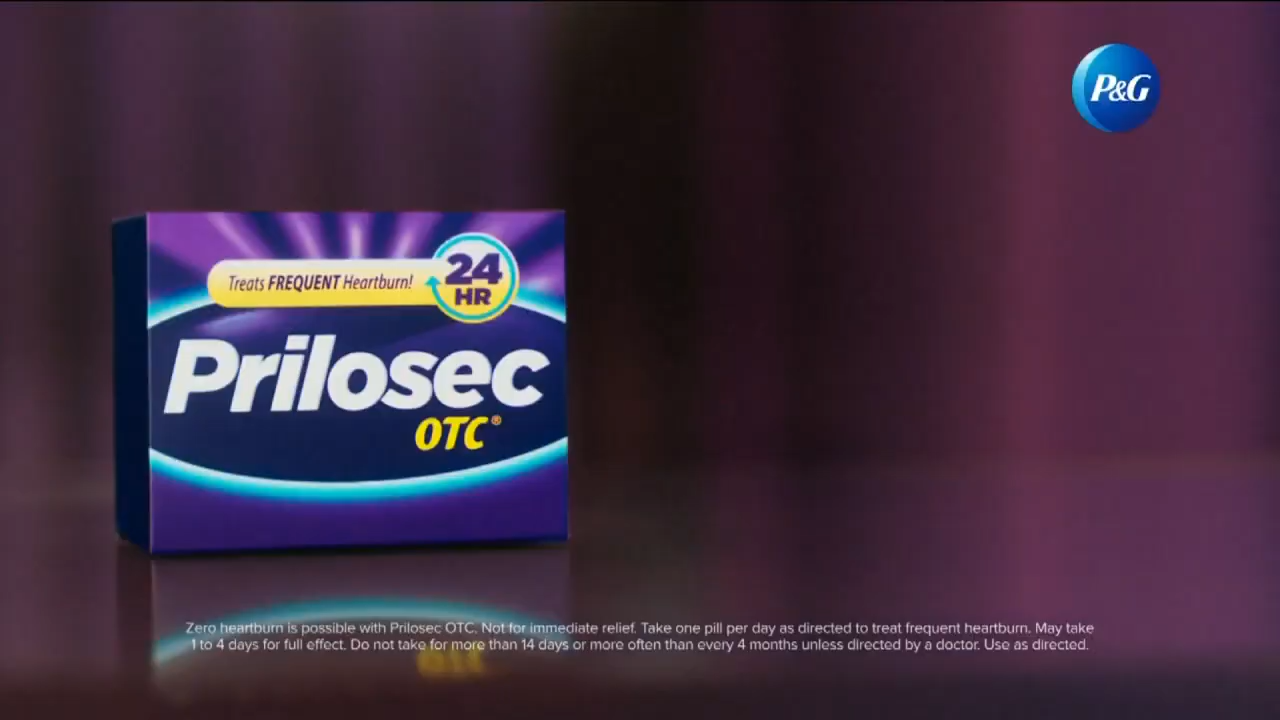 P&G
Treats FREQUENT Heartburn!
24
HR
Prilosec
OTC®
Zero heartburn is possible with Prilosec OTC. Not for immediate relief. Take one pill per day as directed to treat frequent heartburn. May take
1 to 4 days for full effect. Do not take for more than 14 days or more often than every 4 months unless directed by a doctor. Use as directed.